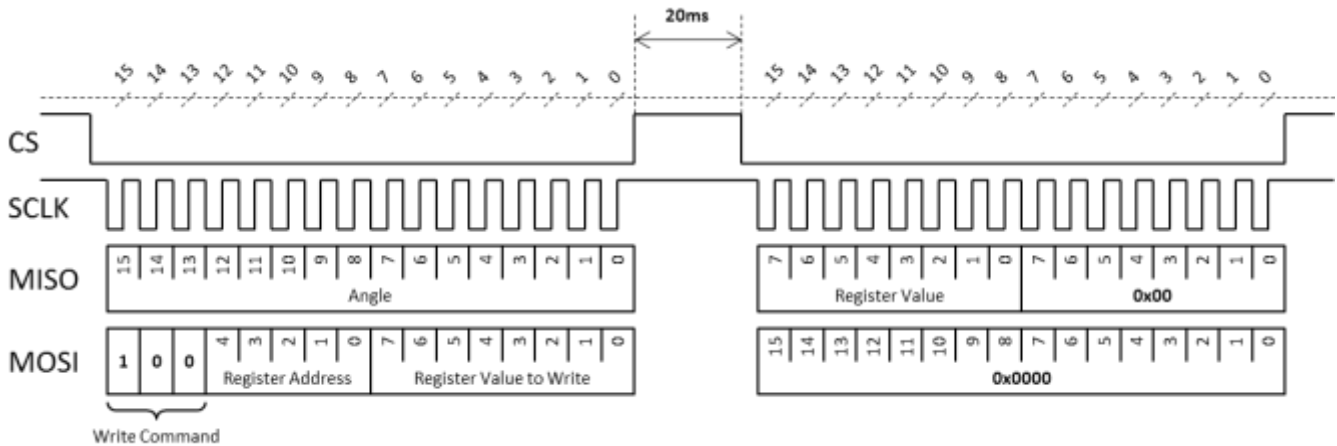 20ms
15 14 13 12 11 10 9 8 7 6 5 4 3 2 1 0 15 14 13 12 11 10 9 8 7 6 5 4 3 2 1 0
CS
SCLK
MISO 15 14 13 12 11 10 9 8 7 6 5 4 3 2 1 0 7 6 5 4 3 2 1 0 7 6 5 4 3 2 1 0
Angle Register Value 0x00
MOSI 1 0 0 4 3 2 1 0 7 6 5 4 3 2 1 0 15 14 13 12 11 10 9 8 7 6 5 4 3 2 1 0
Register Address Register Value to Write 0x0000
Write Command